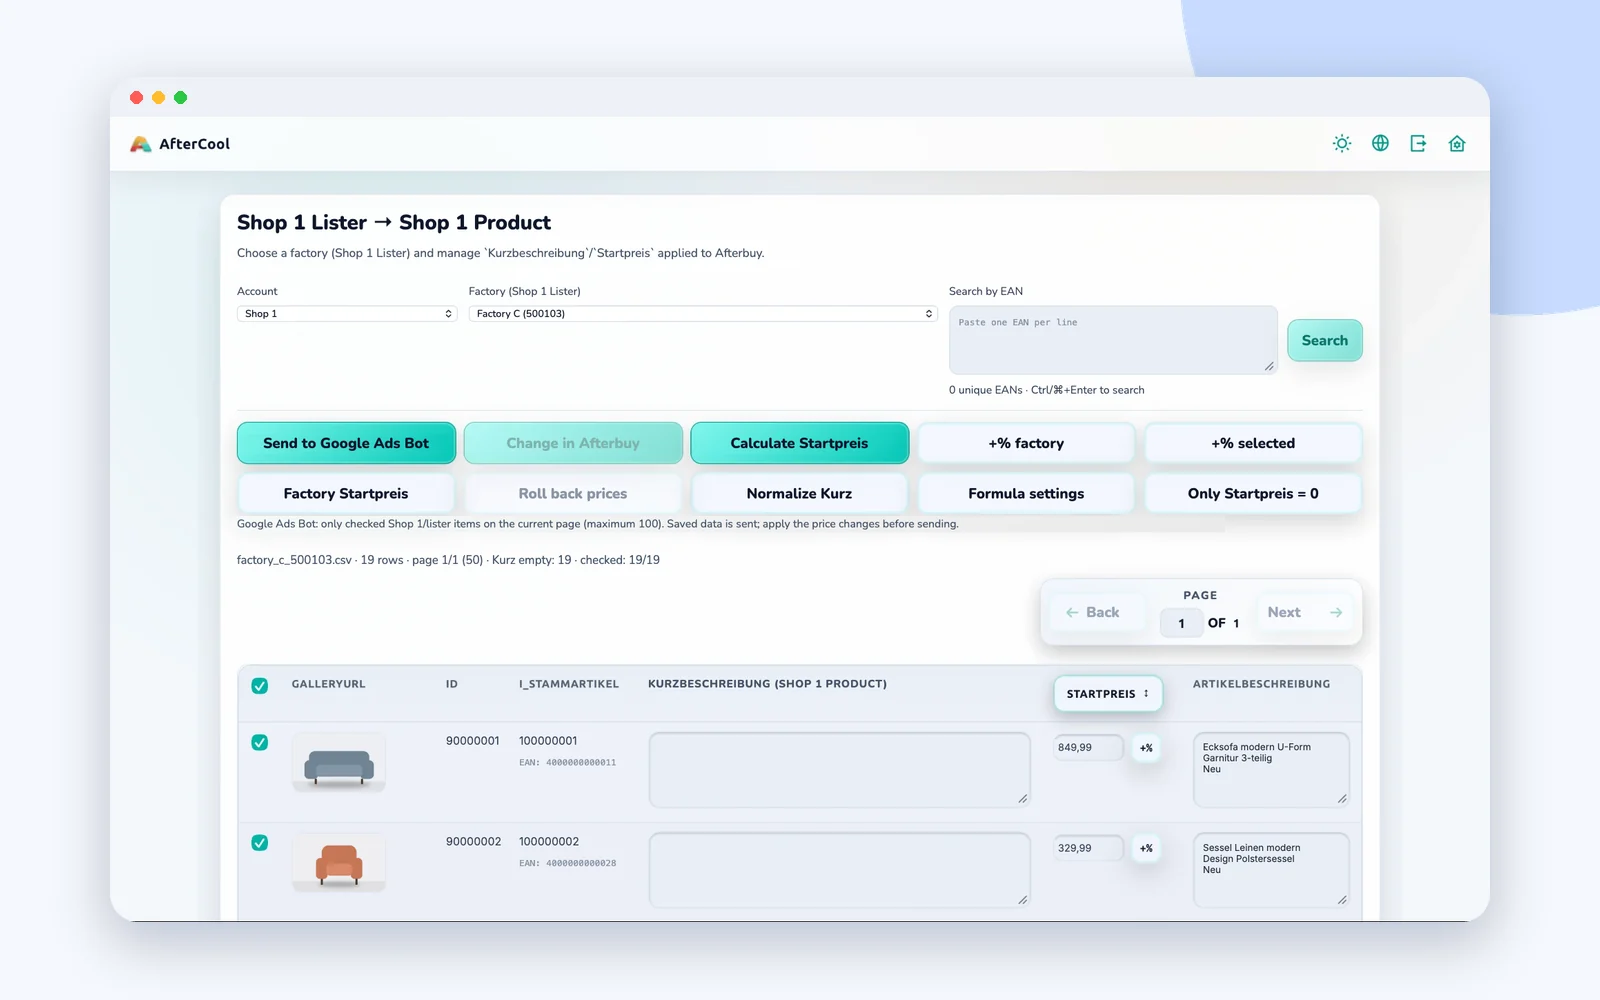 AfterCool
Shop 1 Lister → Shop 1 Product
Choose a factory (Shop 1 Lister) and manage `Kurzbeschreibung`/`Startpreis` applied to Afterbuy.
Account
Factory (Shop 1 Lister)
Search by EAN
Shop 1
Factory C (500103)
Paste one EAN per line
Search
0 unique EANs · Ctrl/⌘+Enter to search
Send to Google Ads Bot
Change in Afterbuy
Calculate Startpreis
+% factory
+% selected
Factory Startpreis
Roll back prices
Normalize Kurz
Formula settings
Only Startpreis = 0
Google Ads Bot: only checked Shop 1/lister items on the current page (maximum 100). Saved data is sent; apply the price changes before sending.
factory_c_500103.csv · 19 rows · page 1/1 (50) · Kurz empty: 19 · checked: 19/19
← Back
PAGE
1 OF 1
Next →
GALLERYURL
ID
I_STAMMARTIKEL
KURZBESCHREIBUNG (SHOP 1 PRODUCT)
STARTPREIS ↕
ARTIKELBESCHREIBUNG
90000001
100000001
EAN: 4000000000011
849,99
+%
Ecksofa modern U-Form
Garnitur 3-teilig
Neu
90000002
100000002
EAN: 4000000000028
329,99
+%
Sessel Leinen modern
Design Polstersessel
Neu